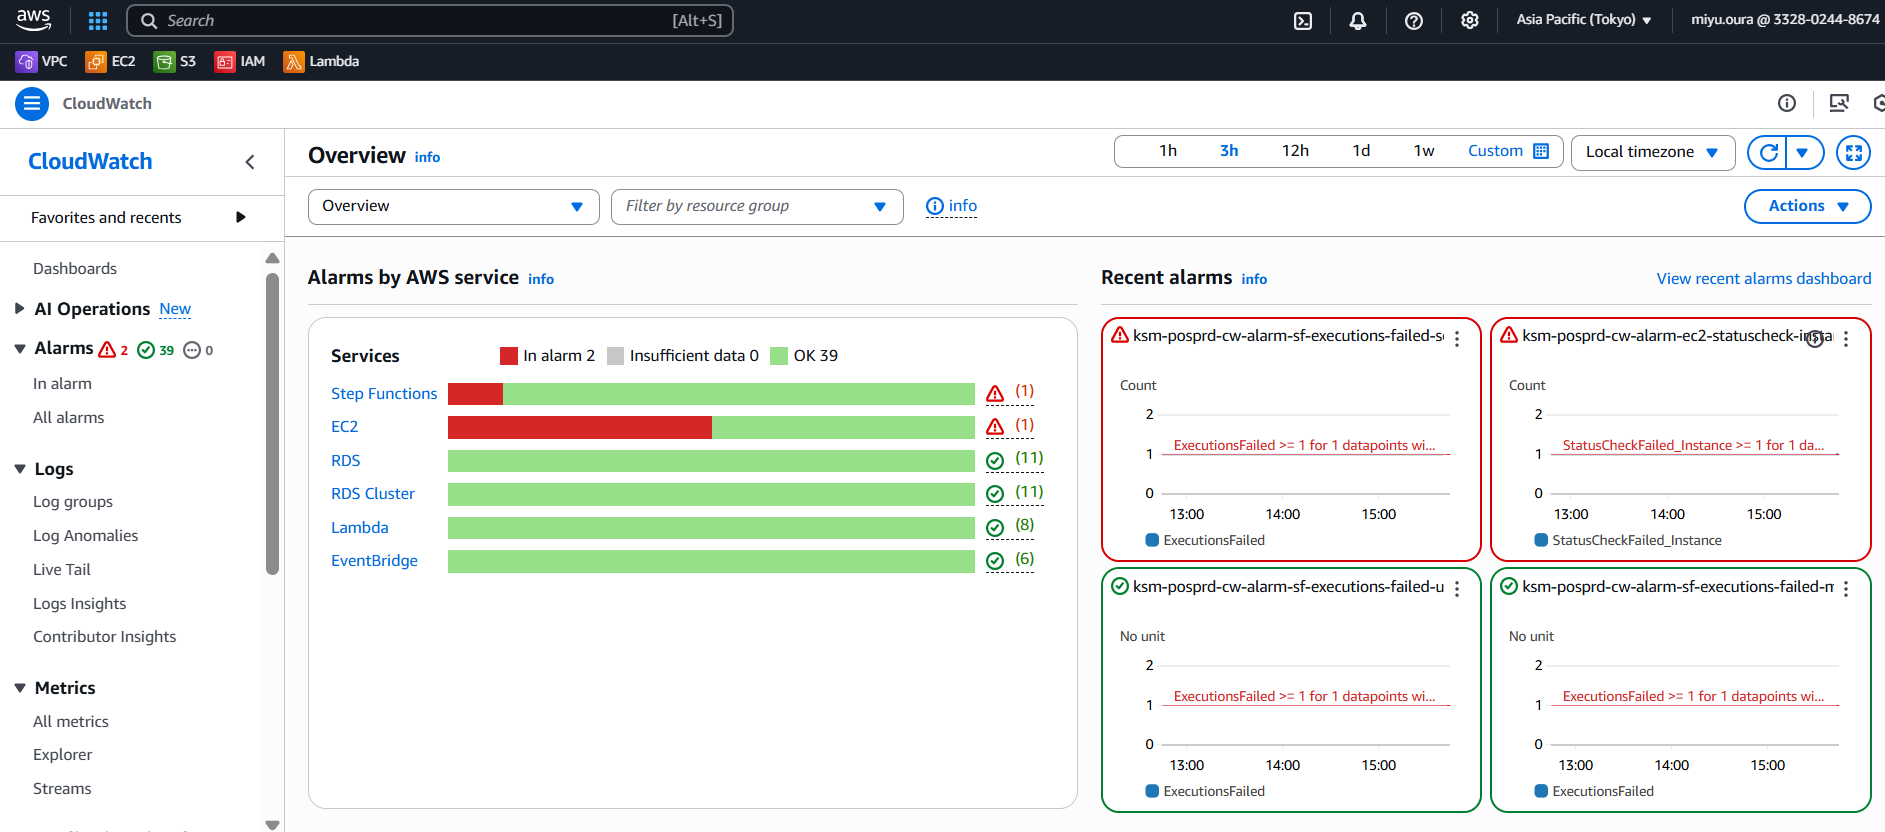 aws
Search
[Alt+S]
Asia Pacific (Tokyo)
miyu.oura @ 3328-0244-8674
VPC
EC2
S3
IAM
Lambda
CloudWatch
CloudWatch
Favorites and recents
Dashboards
AI Operations New
Alarms 2 39 0
In alarm
All alarms
Logs
Log groups
Log Anomalies
Live Tail
Logs Insights
Contributor Insights
Metrics
All metrics
Explorer
Streams
Overview info
1h 3h 12h 1d 1w Custom
Local timezone
Overview
Filter by resource group
info
Actions
Alarms by AWS service info
Services
In alarm 2 Insufficient data 0 OK 39
Step Functions (1)
EC2 (1)
RDS (11)
RDS Cluster (11)
Lambda (8)
EventBridge (6)
Recent alarms info
View recent alarms dashboard
ksm-posprd-cw-alarm-sf-executions-failed-s
Count
2
ExecutionsFailed >= 1 for 1 datapoints wi...
1
0
13:00 14:00 15:00
ExecutionsFailed
ksm-posprd-cw-alarm-ec2-statuscheck-insta
Count
2
StatusCheckFailed_Instance >= 1 for 1 da...
1
0
13:00 14:00 15:00
StatusCheckFailed_Instance
ksm-posprd-cw-alarm-sf-executions-failed-u
No unit
2
ExecutionsFailed >= 1 for 1 datapoints wi...
1
0
13:00 14:00 15:00
ExecutionsFailed
ksm-posprd-cw-alarm-sf-executions-failed-m
No unit
2
ExecutionsFailed >= 1 for 1 datapoints wi...
1
0
13:00 14:00 15:00
ExecutionsFailed